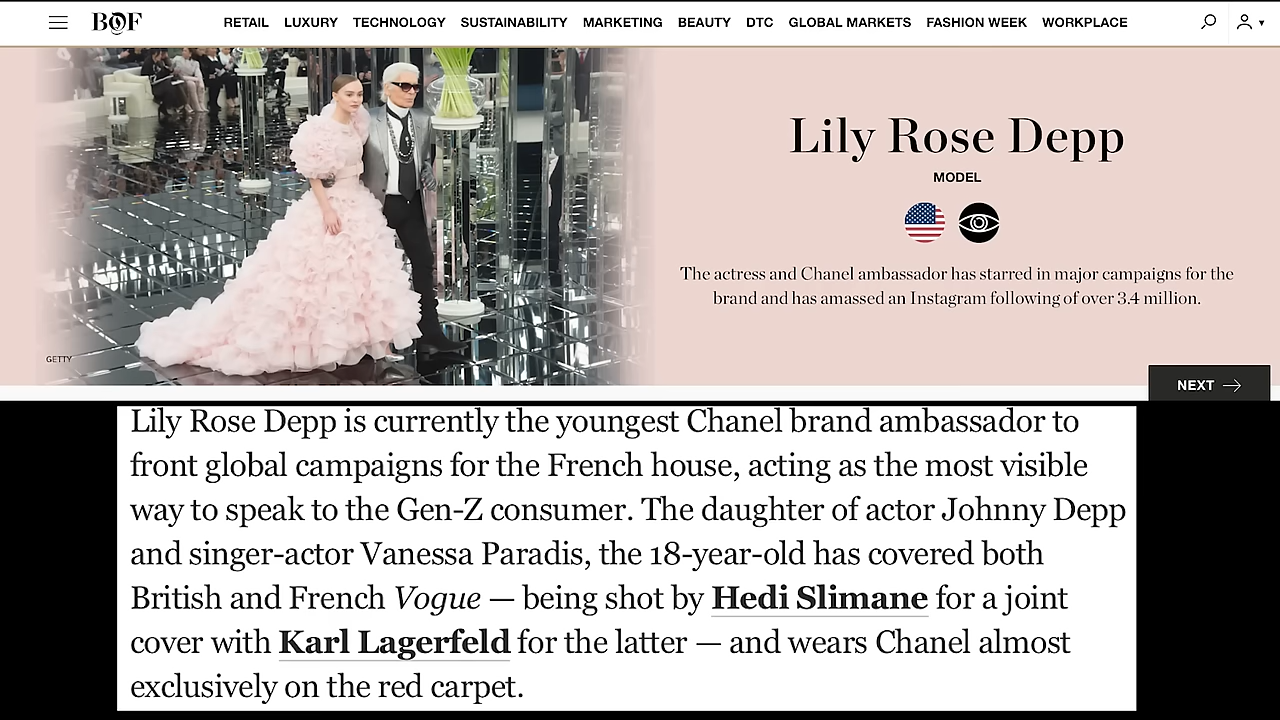 BOF RETAIL LUXURY TECHNOLOGY SUSTAINABILITY MARKETING BEAUTY DTC GLOBAL MARKETS FASHION WEEK WORKPLACE
Lily Rose Depp
MODEL
The actress and Chanel ambassador has starred in major campaigns for the
brand and has amassed an Instagram following of over 3.4 million.
GETTY
NEXT
Lily Rose Depp is currently the youngest Chanel brand ambassador to
front global campaigns for the French house, acting as the most visible
way to speak to the Gen-Z consumer. The daughter of actor Johnny Depp
and singer-actor Vanessa Paradis, the 18-year-old has covered both
British and French Vogue — being shot by Hedi Slimane for a joint
cover with Karl Lagerfeld for the latter — and wears Chanel almost
exclusively on the red carpet.